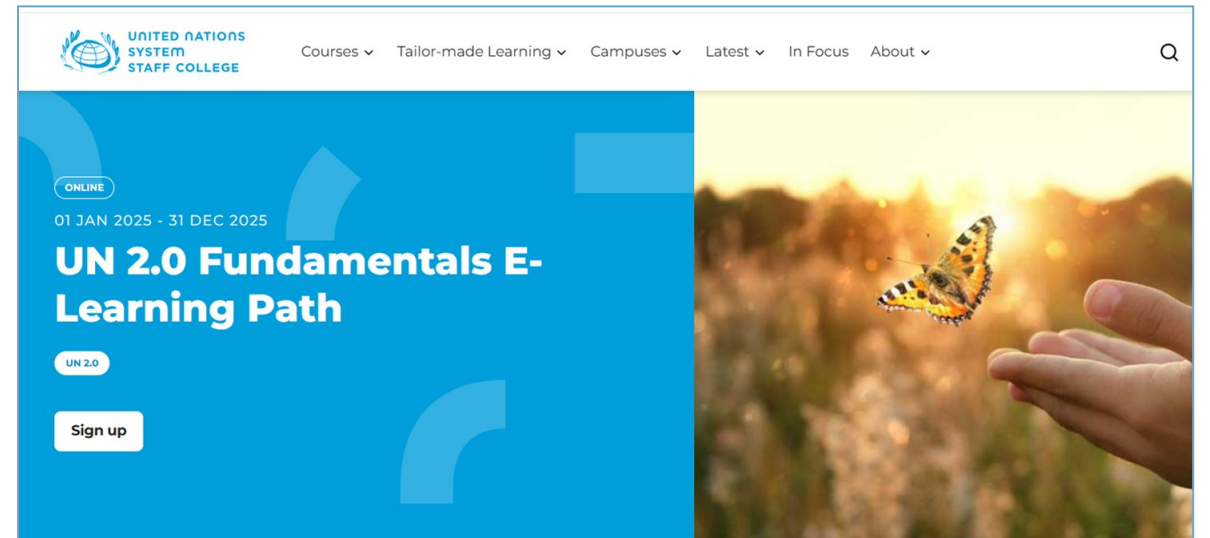 UNITED NATIONS
SYSTEM
STAFF COLLEGE
Courses
Tailor-made Learning
Campuses
Latest
In Focus
About
ONLINE
01 JAN 2025 - 31 DEC 2025
UN 2.0 Fundamentals E-
Learning Path
UN 2.0
Sign up